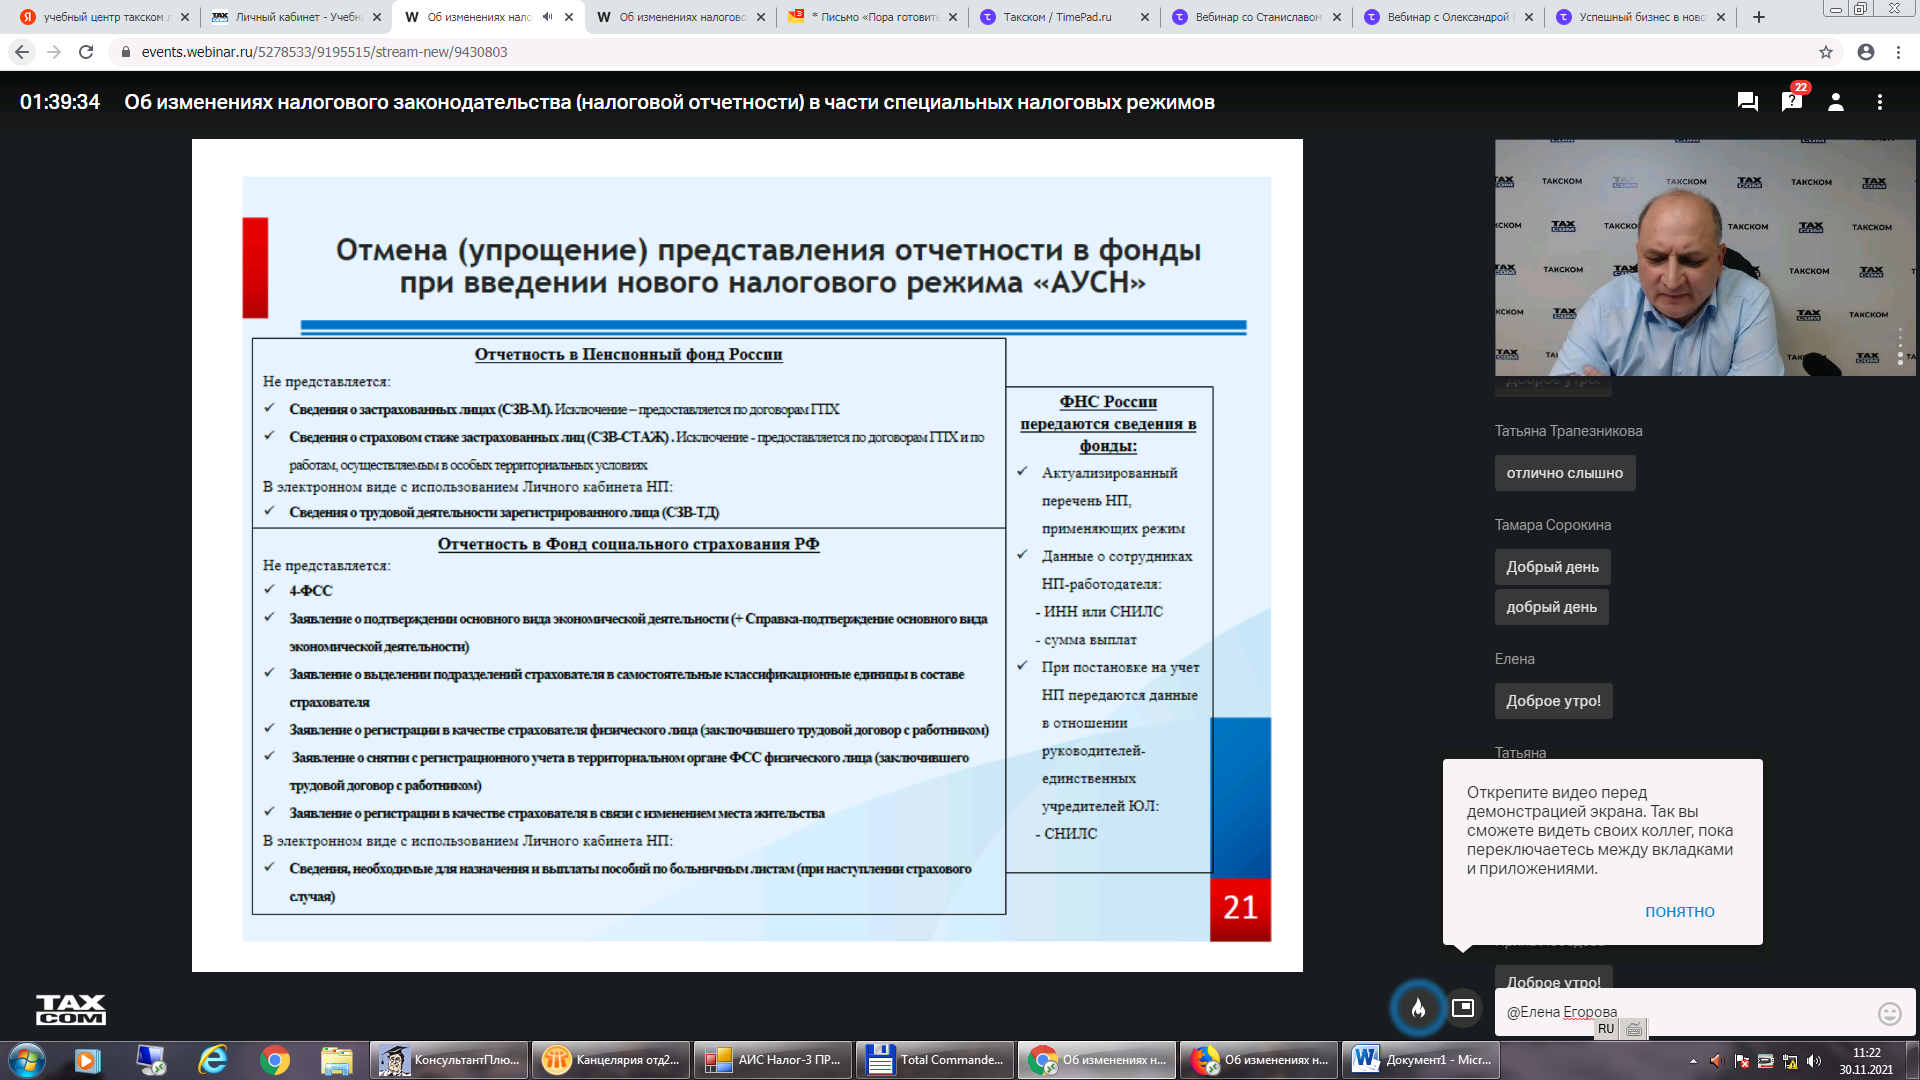 учебный центр такском
Личный кабинет - Учебн
Об изменениях нало
Об изменениях налогово
* Письмо «Пора готовить
Такском / TimePad.ru
Вебинар со Станиславом
Вебинар с Олександрой
Успешный бизнес в ново
events.webinar.ru/5278533/9195515/stream-new/9430803
01:39:34 Об изменениях налогового законодательства (налоговой отчетности) в части специальных налоговых режимов
22
Отмена (упрощение) представления отчетности в фонды
при введении нового налогового режима «АУСН»
Отчетность в Пенсионный фонд России
Не представляется:
✓ Сведения о застрахованных лицах (СЗВ-М). Исключение – предоставляется по договорам ГПХ
✓ Сведения о страховом стаже застрахованных лиц (СЗВ-СТАЖ) . Исключение - предоставляется по договорам ГПХ и по
работам, осуществляемым в особых территориальных условиях
В электронном виде с использованием Личного кабинета НП:
✓ Сведения о трудовой деятельности зарегистрированного лица (СЗВ-ТД)
Отчетность в Фонд социального страхования РФ
Не представляется:
✓ 4-ФСС
✓ Заявление о подтверждении основного вида экономической деятельности (+ Справка-подтверждение основного вида
экономической деятельности)
✓ Заявление о выделении подразделений страхователя в самостоятельные классификационные единицы в составе
страхователя
✓ Заявление о регистрации в качестве страхователя физического лица (заключившего трудовой договор с работником)
✓ Заявление о снятии с регистрационного учета в территориальном органе ФСС физического лица (заключившего
трудовой договор с работником)
✓ Заявление о регистрации в качестве страхователя в связи с изменением места жительства
В электронном виде с использованием Личного кабинета НП:
✓ Сведения, необходимые для назначения и выплаты пособий по больничным листам (при наступлении страхового
случая)
ФНС России
передаются сведения в
фонды:
✓ Актуализированный
перечень НП,
применяющих режим
✓ Данные о сотрудниках
НП-работодателя:
- ИНН или СНИЛС
- сумма выплат
✓ При постановке на учет
НП передаются данные
в отношении
руководителей-
единственных
учредителей ЮЛ:
- СНИЛС
21
TAXCOM
ТАКСКОМ
Доброе утро!
Татьяна Трапезникова
отлично слышно
Тамара Сорокина
Добрый день
добрый день
Елена
Доброе утро!
Татьяна
Открепите видео перед
демонстрацией экрана. Так вы
сможете видеть своих коллег, пока
переключаетесь между вкладками
и приложениями.
ПОНЯТНО
Доброе утро!
@Елена Егорова
RU
TAX
COM
КонсультантПлю...
Канцелярия отд2...
АИС Налог-3 ПР...
Total Commande...
Об изменениях н...
Об изменениях н...
Документ1 - Micr...
11:22
30.11.2021